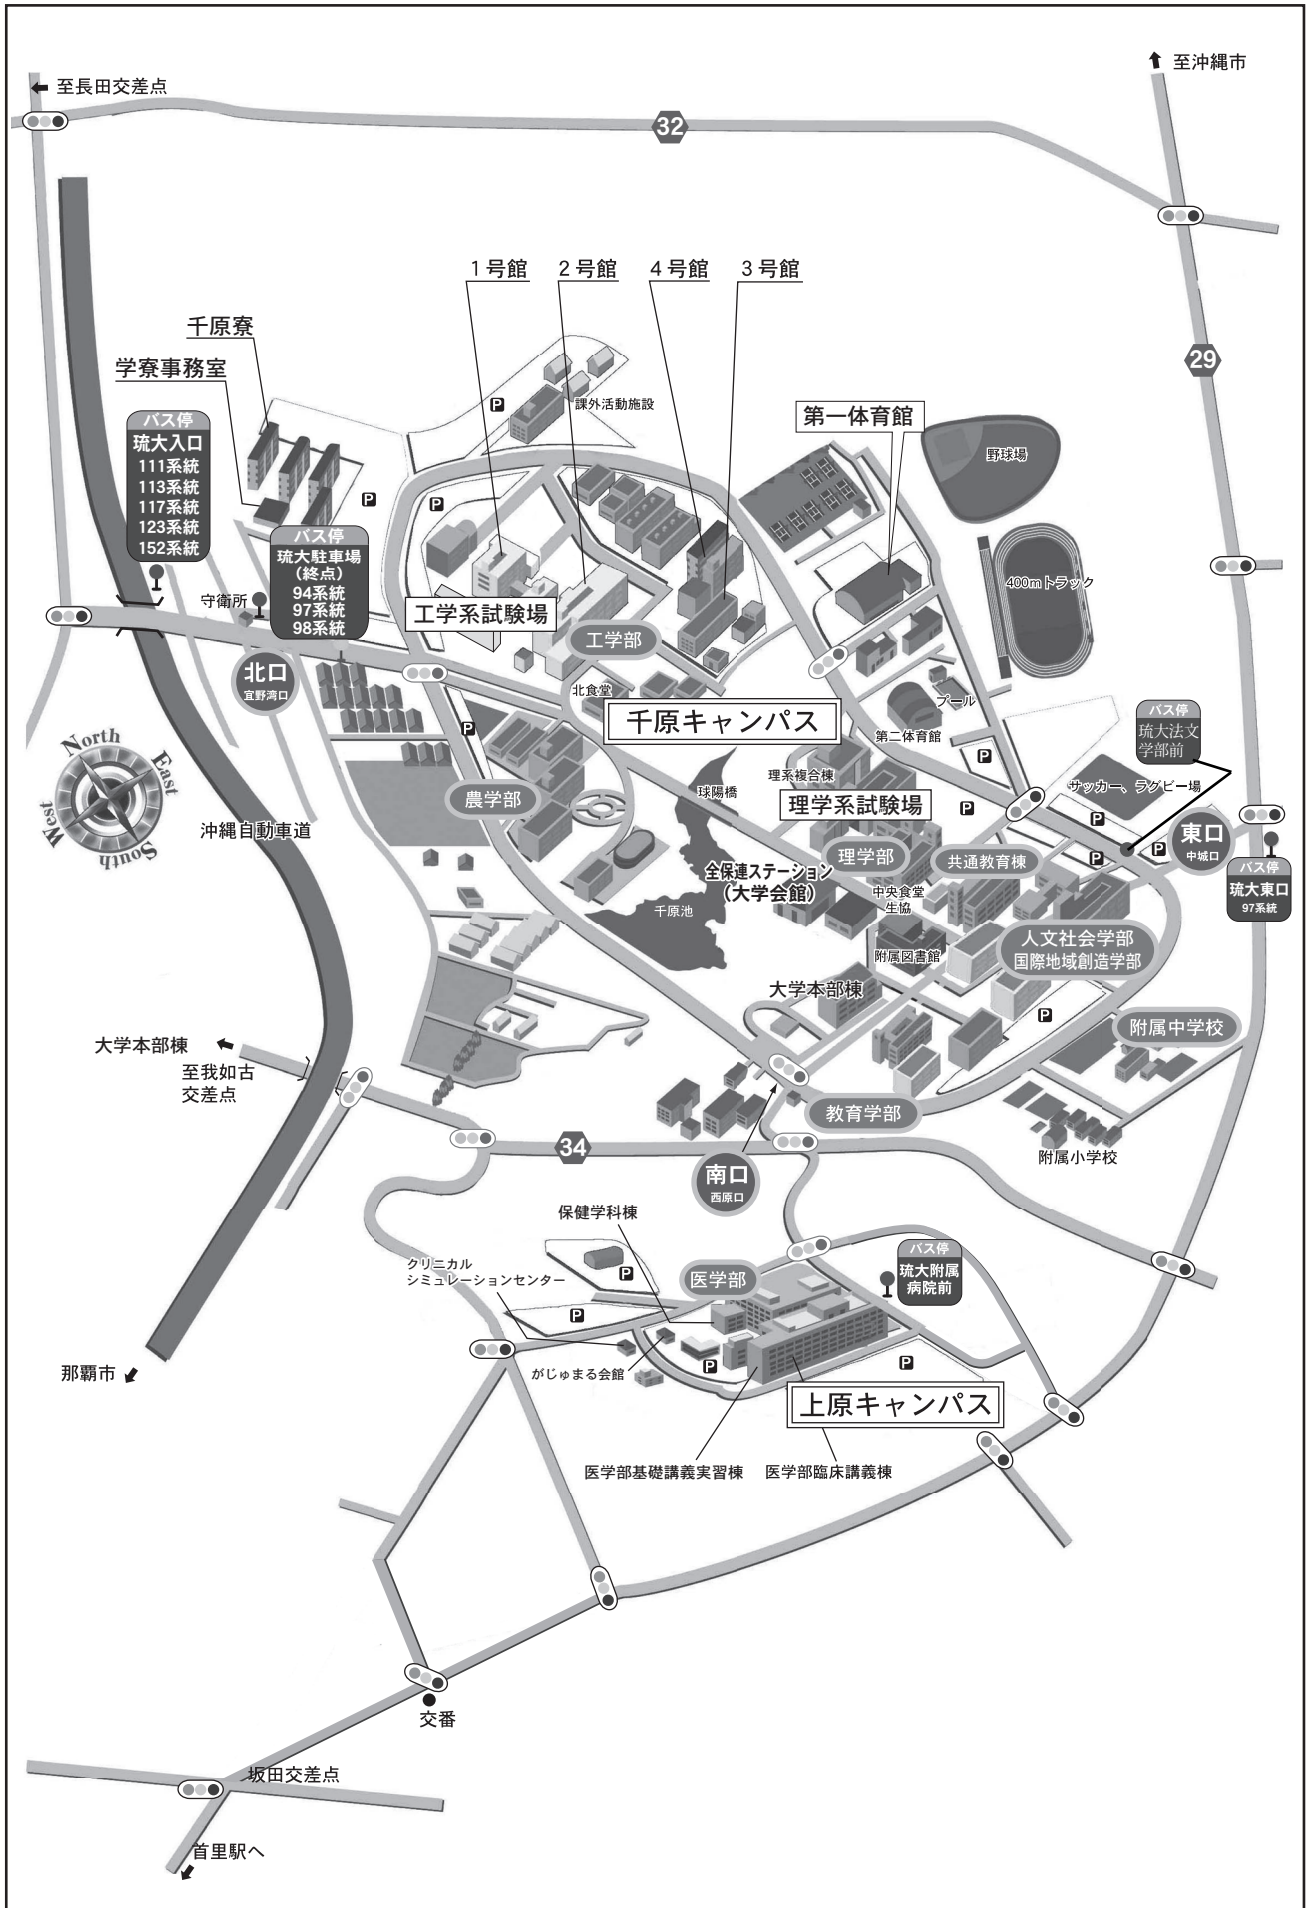 至長田交差点
至沖縄市
32
1号館
2号館
4号館
3号館
千原寮
学寮事務室
29
バス停
琉大入口
111系統
113系統
117系統
123系統
152系統
P
課外活動施設
第一体育館
野球場
P
P
バス停
琉大駐車場
(終点)
94系統
97系統
98系統
守衛所
400mトラック
工学系試験場
工学部
北口
宜野湾口
北食堂
千原キャンパス
プール
第二体育館
バス停
琉大法文
学部前
P
P
North
East
West
South
理系複合棟
球陽橋
サッカー、ラグビー場
農学部
理学系試験場
P
P
沖縄自動車道
東口
中城口
理学部
共通教育棟
P
P
全保連ステーション
(大学会館)
中央食堂
生協
バス停
琉大東口
97系統
千原池
人文社会学部
国際地域創造学部
附属図書館
大学本部棟
P
附属中学校
大学本部棟
至我如古
交差点
教育学部
34
附属小学校
南口
西原口
保健学科棟
クリニカル
シミュレーションセンター
P
医学部
バス停
琉大附属
病院前
P
がじゅまる会館
P
P
那覇市
上原キャンパス
医学部基礎講義実習棟
医学部臨床講義棟
交番
坂田交差点
首里駅へ